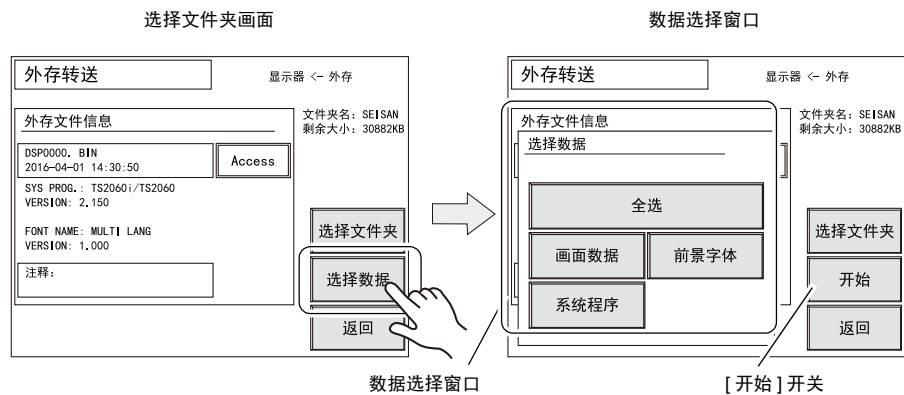 选择文件夹画面
外存转送
显示器 <- 外存
外存文件信息
文件夹名: SEISAN
剩余大小: 30882KB
DSP0000. BIN
2016-04-01 14:30:50
Access
SYS PROG.: TS2060i/TS2060
VERSION: 2.150
FONT NAME: MULTI LANG
VERSION: 1.000
注释:
选择文件夹
选择数据
返回
数据选择窗口
外存转送
显示器 <- 外存
外存文件信息
文件夹名: SEISAN
剩余大小: 30882KB
选择数据
全选
画面数据
前景字体
系统程序
选择文件夹
开始
返回
数据选择窗口
[ 开始 ] 开关